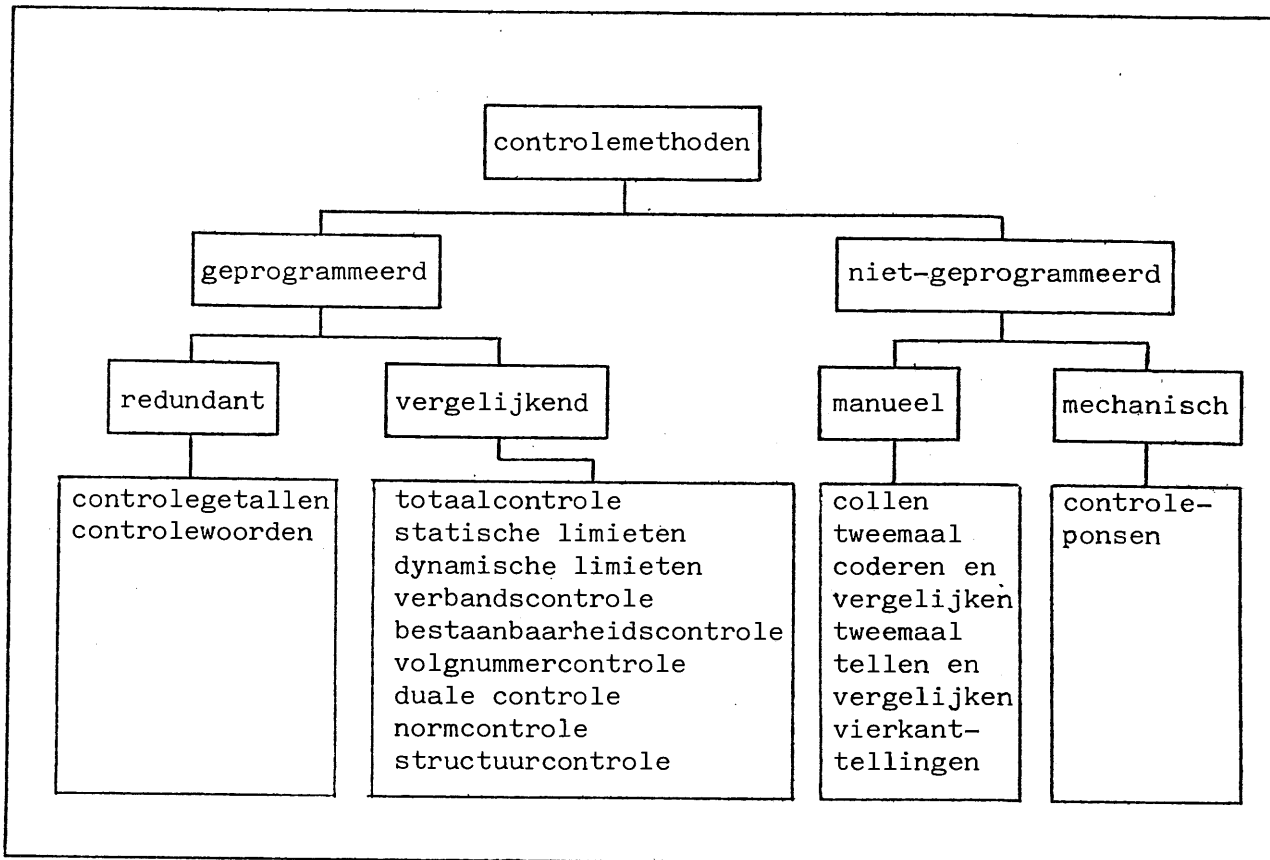 controlemethoden
geprogrammeerd
niet-geprogrammeerd
redundant
vergelijkend
manueel
mechanisch
controlegetallen
controlewoorden
totaalcontrole
statische limieten
dynamische limieten
verbandscontrole
bestaanbaarheidscontrole
volgnummercontrole
duale controle
normcontrole
structuurcontrole
collen
tweemaal
coderen en
vergelijken
tweemaal
tellen en
vergelijken
vierkant-
tellingen
controle-
ponsen